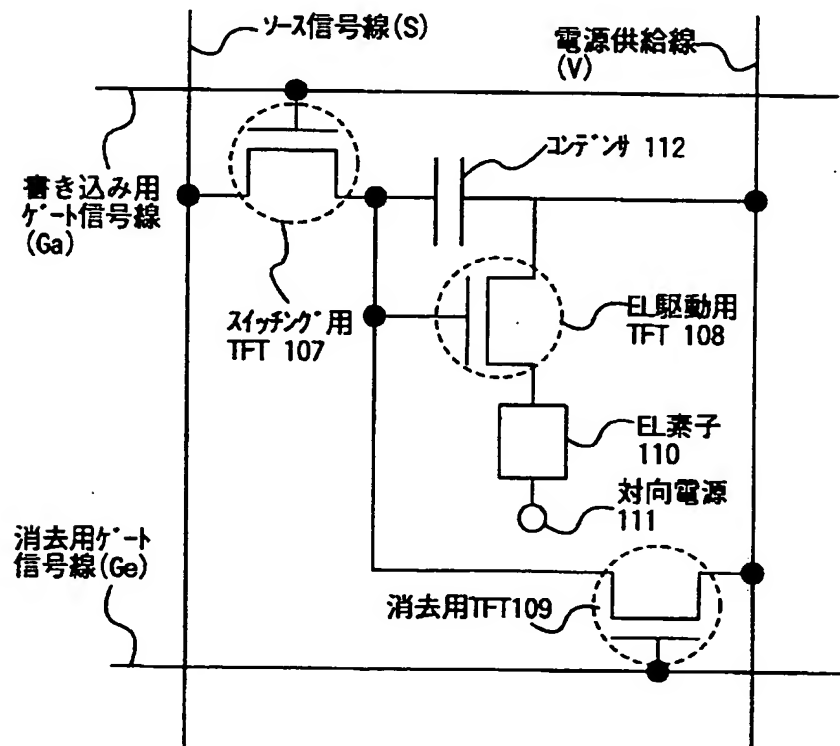 ソース信号線(S)
電源供給線
(V)
コンデンサ 112
書き込み用
ゲート信号線
(Ga)
スイッチング用
TFT 107
EL駆動用
TFT 108
EL素子
110
対向電源
111
消去用ゲート
信号線(Ge)
消去用TFT109